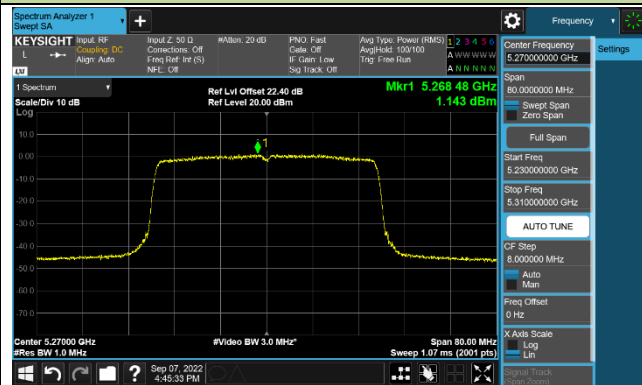 Spectrum Analyzer 1
Swept SA
Frequency
KEYSIGHT
Input: RF
Coupling: DC
Align: Auto
Input Z: 50 Ω
Corrections: Off
Freq Ref: Int (S)
NFE: Off
#Atten: 20 dB
PNO: Fast
Gate: Off
IF Gain: Low
Sig Track: Off
Avg Type: Power (RMS)
Avg|Hold: 100/100
Trig: Free Run
1 2 3 4 5 6
A W W W W W
A N N N N N
L
LXI
1 Spectrum
Scale/Div 10 dB
Log
Ref Lvl Offset 22.40 dB
Ref Level 20.00 dBm
Mkr1 5.268 48 GHz
1.143 dBm
1
10.0
0.00
-10.0
-20.0
-30.0
-40.0
-50.0
-60.0
-70.0
Center 5.27000 GHz
#Res BW 1.0 MHz
#Video BW 3.0 MHz*
Span 80.00 MHz
Sweep 1.07 ms (2001 pts)
Sep 07, 2022
4:45:33 PM
Center Frequency
5.270000000 GHz
Settings
Span
80.0000000 MHz
Swept Span
Zero Span
Full Span
Start Freq
5.230000000 GHz
Stop Freq
5.310000000 GHz
AUTO TUNE
CF Step
8.000000 MHz
Auto
Man
Freq Offset
0 Hz
X Axis Scale
Log
Lin
Signal Track
(Span Zoom)